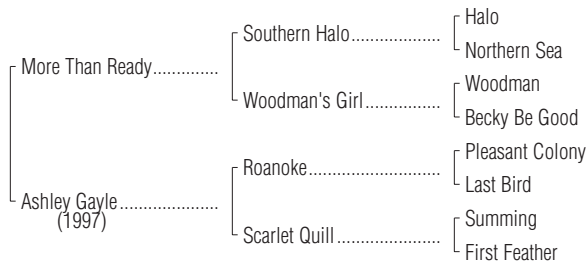 Halo
Southern Halo....................
Northern Sea
More Than Ready..............
Woodman
Woodman's Girl.................
Becky Be Good
Pleasant Colony
Roanoke..............................
Last Bird
Ashley Gayle.....................
(1997)
Summing
Scarlet Quill.......................
First Feather